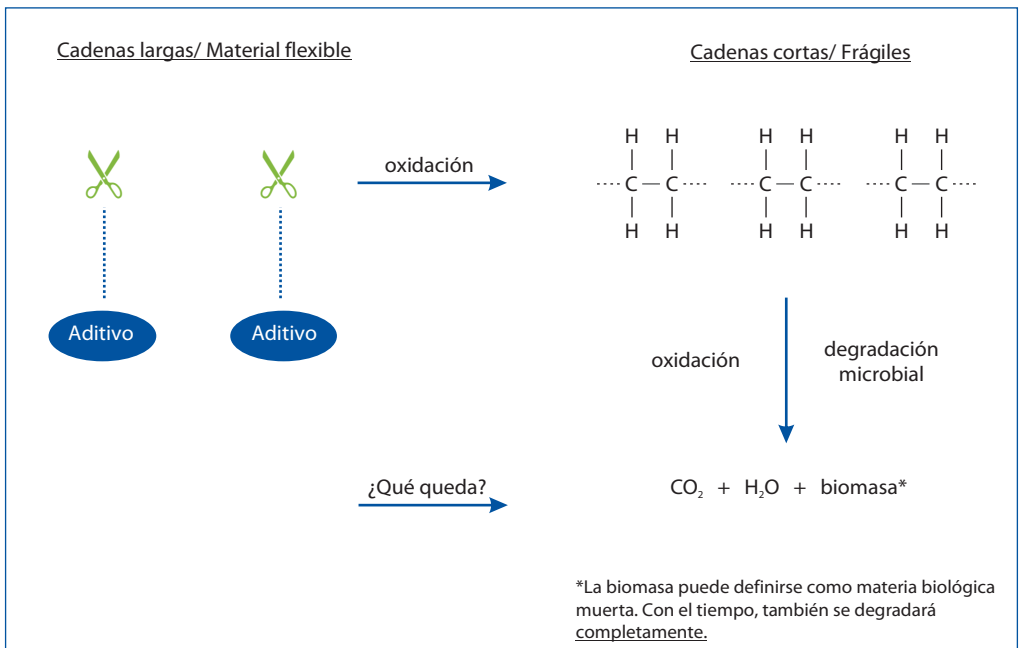 Cadenas largas/ Material flexible
Cadenas cortas/ Frágiles
oxidación
Aditivo
Aditivo
H H H H H H
C — C C — C C — C
H H H H H H
oxidación
degradación
microbial
¿Qué queda?
CO₂ + H₂O + biomasa*
*La biomasa puede definirse como materia biológica
muerta. Con el tiempo, también se degradará
completamente.